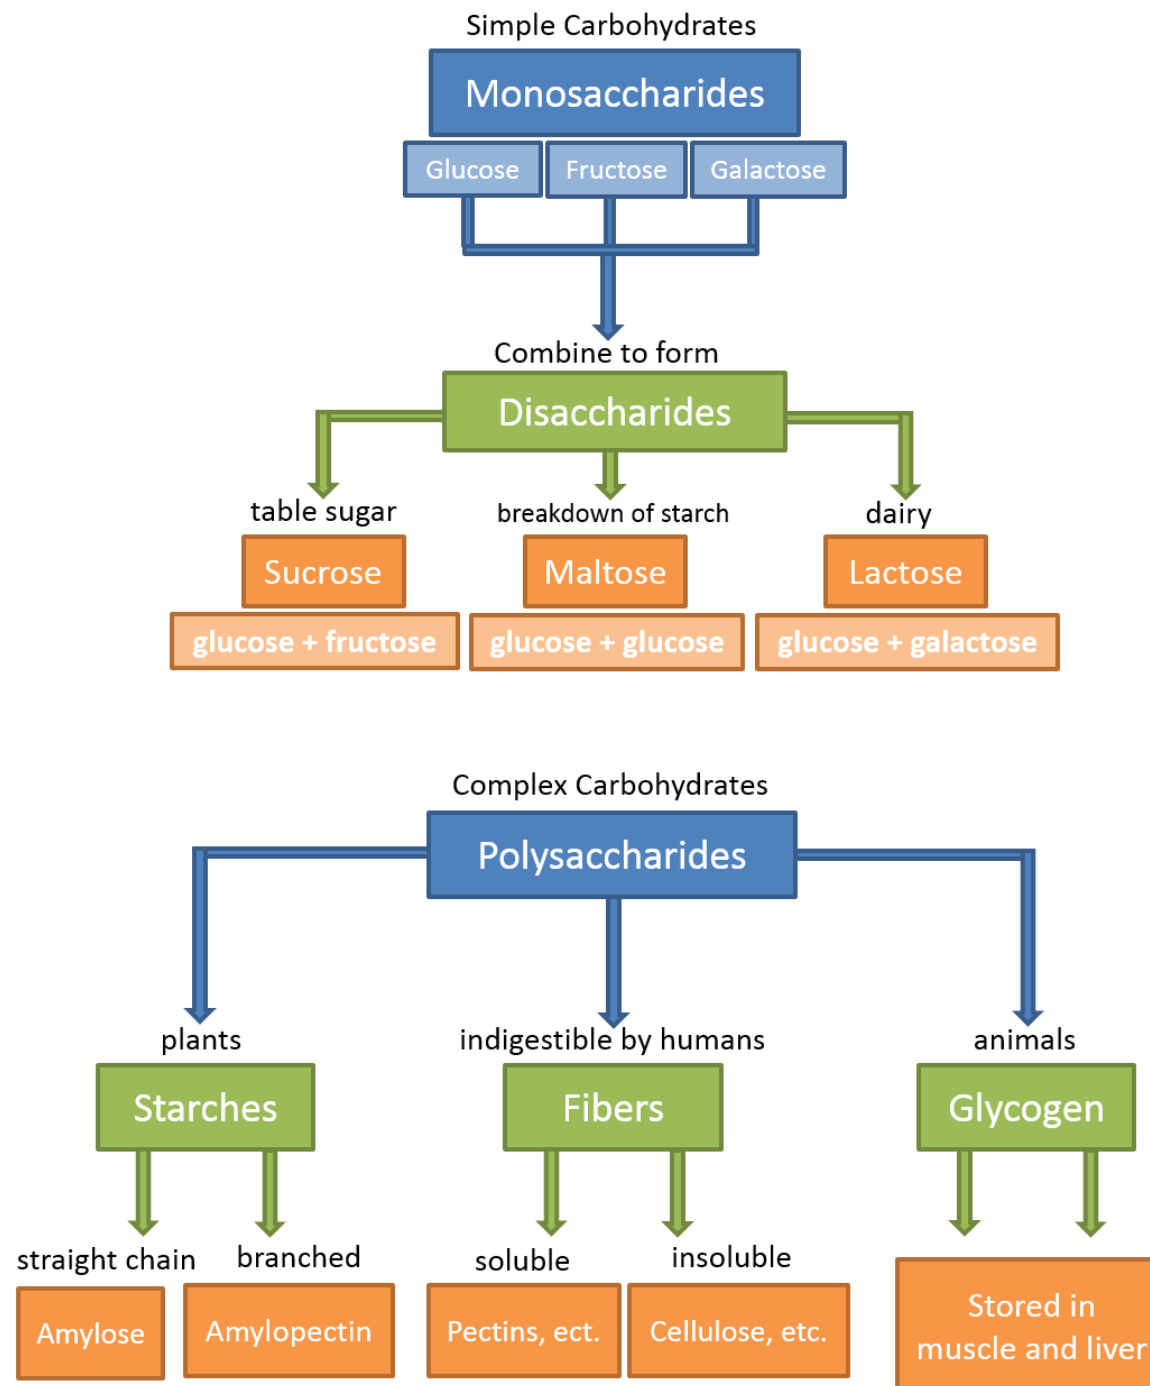 Simple Carbohydrates
Monosaccharides
Glucose
Fructose
Galactose
Combine to form
Disaccharides
table sugar
breakdown of starch
dairy
Sucrose
Maltose
Lactose
glucose + fructose
glucose + glucose
glucose + galactose
Complex Carbohydrates
Polysaccharides
plants
indigestible by humans
animals
Starches
Fibers
Glycogen
straight chain
branched
soluble
insoluble
Amylose
Amylopectin
Pectins, ect.
Cellulose, etc.
Stored in
muscle and liver